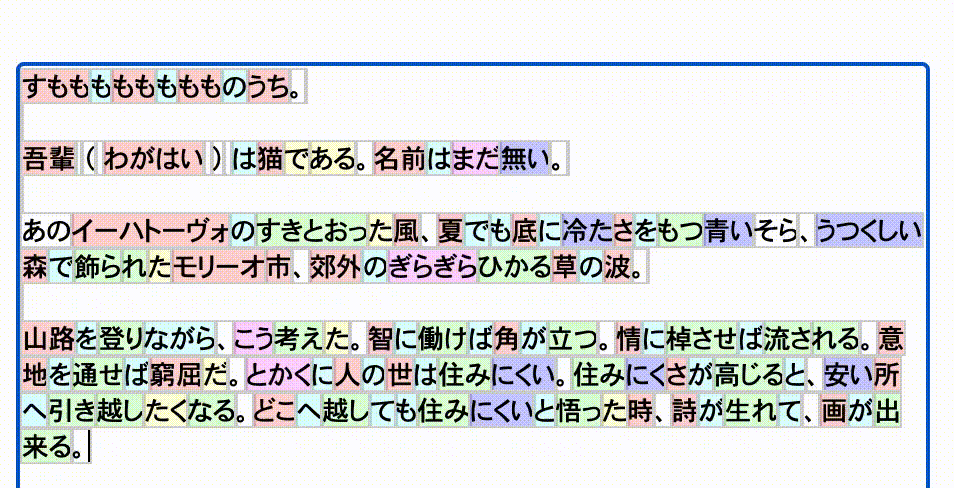 すもももももももものうち。
吾輩(わがはい)は猫である。名前はまだ無い。
あのイーハトーヴォのすきとおった風、夏でも底に冷たさをもつ青いそら、うつくしい
森で飾られたモリーオ市、郊外のぎらぎらひかる草の波。
山路を登りながら、こう考えた。智に働けば角が立つ。情に棹させば流される。意
地を通せば窮屈だ。とかくに人の世は住みにくい。住みにくさが高じると、安い所
へ引き越したくなる。どこへ越しても住みにくいと悟った時、詩が生れて、画が出
来る。